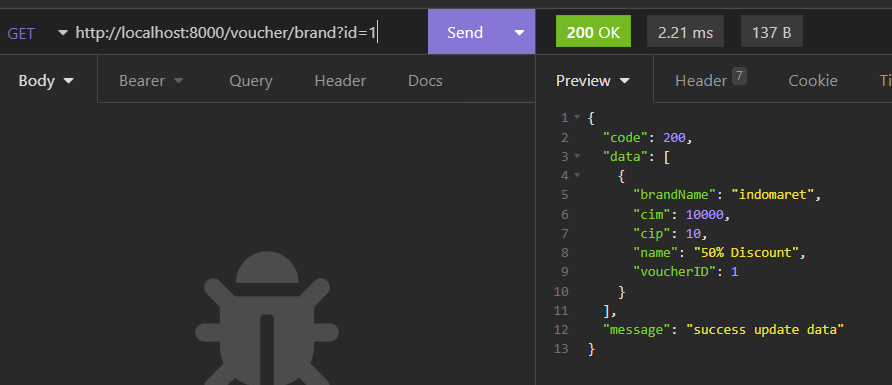 GET http://localhost:8000/voucher/brand?id=1 Send 200 OK 2.21 ms 137 B
Body Bearer Query Header Docs Preview Header 7 Cookie Ti
1 {
2 "code": 200,
3 "data": [
4 {
5 "brandName": "indomaret",
6 "cim": 10000,
7 "cip": 10,
8 "name": "50% Discount",
9 "voucherID": 1
10 }
11 ],
12 "message": "success update data"
13 }